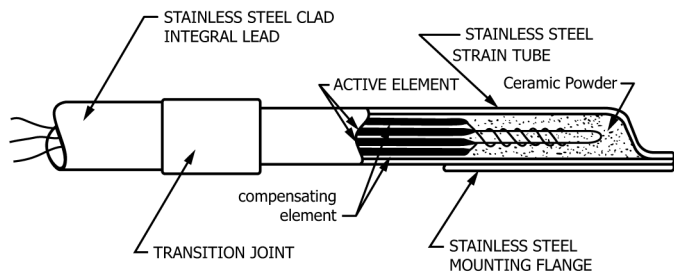 STAINLESS STEEL CLAD
INTEGRAL LEAD
STAINLESS STEEL
STRAIN TUBE
ACTIVE ELEMENT
Ceramic Powder
compensating
element
TRANSITION JOINT
STAINLESS STEEL
MOUNTING FLANGE